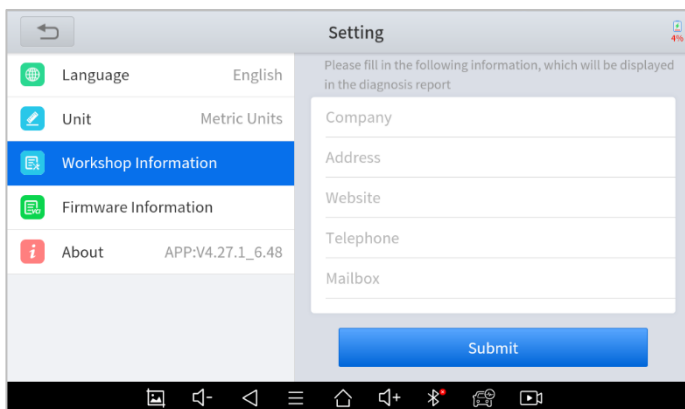 Setting
4%
Language English
Unit Metric Units
Workshop Information
Firmware Information
About APP:V4.27.1_6.48
Please fill in the following information, which will be displayed
in the diagnosis report
Company
Address
Website
Telephone
Mailbox
Submit